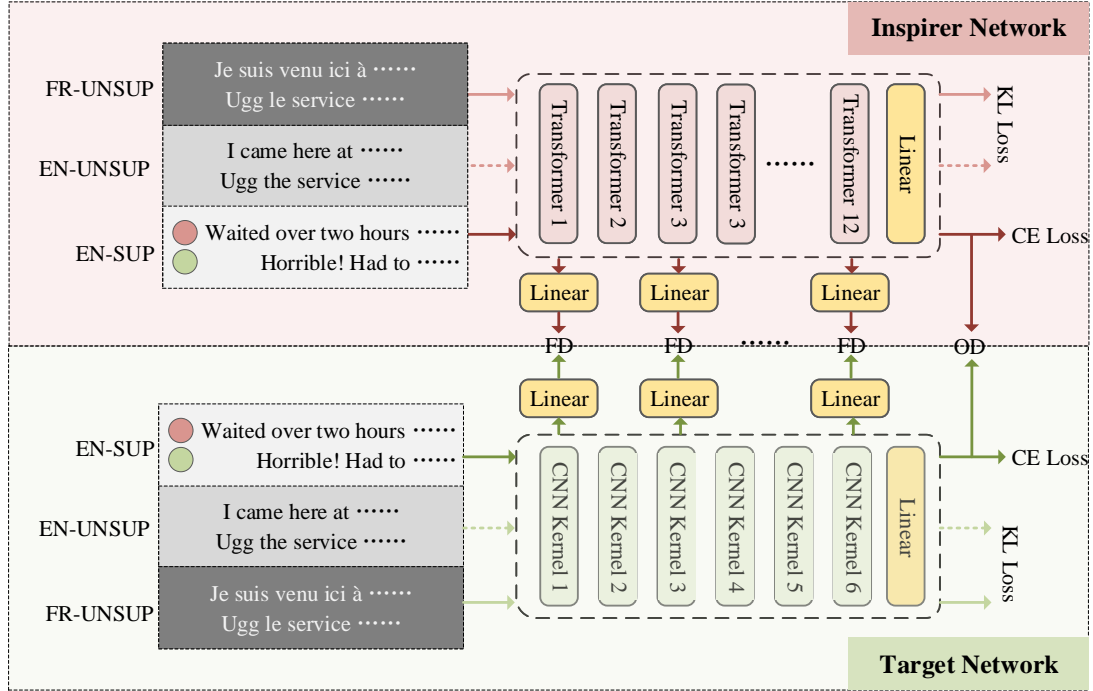 Inspirer Network
FR-UNSUP
Je suis venu ici à ⋯⋯
Ugg le service ⋯⋯
EN-UNSUP
I came here at ⋯⋯
Ugg the service ⋯⋯
EN-SUP
Waited over two hours ⋯⋯
Horrible! Had to ⋯⋯
Transformer 1
Transformer 2
Transformer 3
Transformer 3
⋯⋯
Transformer 12
Linear
KL Loss
CE Loss
Linear
Linear
Linear
FD
FD
⋯⋯
FD
OD
Linear
Linear
Linear
EN-SUP
Waited over two hours ⋯⋯
Horrible! Had to ⋯⋯
EN-UNSUP
I came here at ⋯⋯
Ugg the service ⋯⋯
FR-UNSUP
Je suis venu ici à ⋯⋯
Ugg le service ⋯⋯
CNN Kernel 1
CNN Kernel 2
CNN Kernel 3
CNN Kernel 4
CNN Kernel 5
CNN Kernel 6
Linear
CE Loss
KL Loss
Target Network